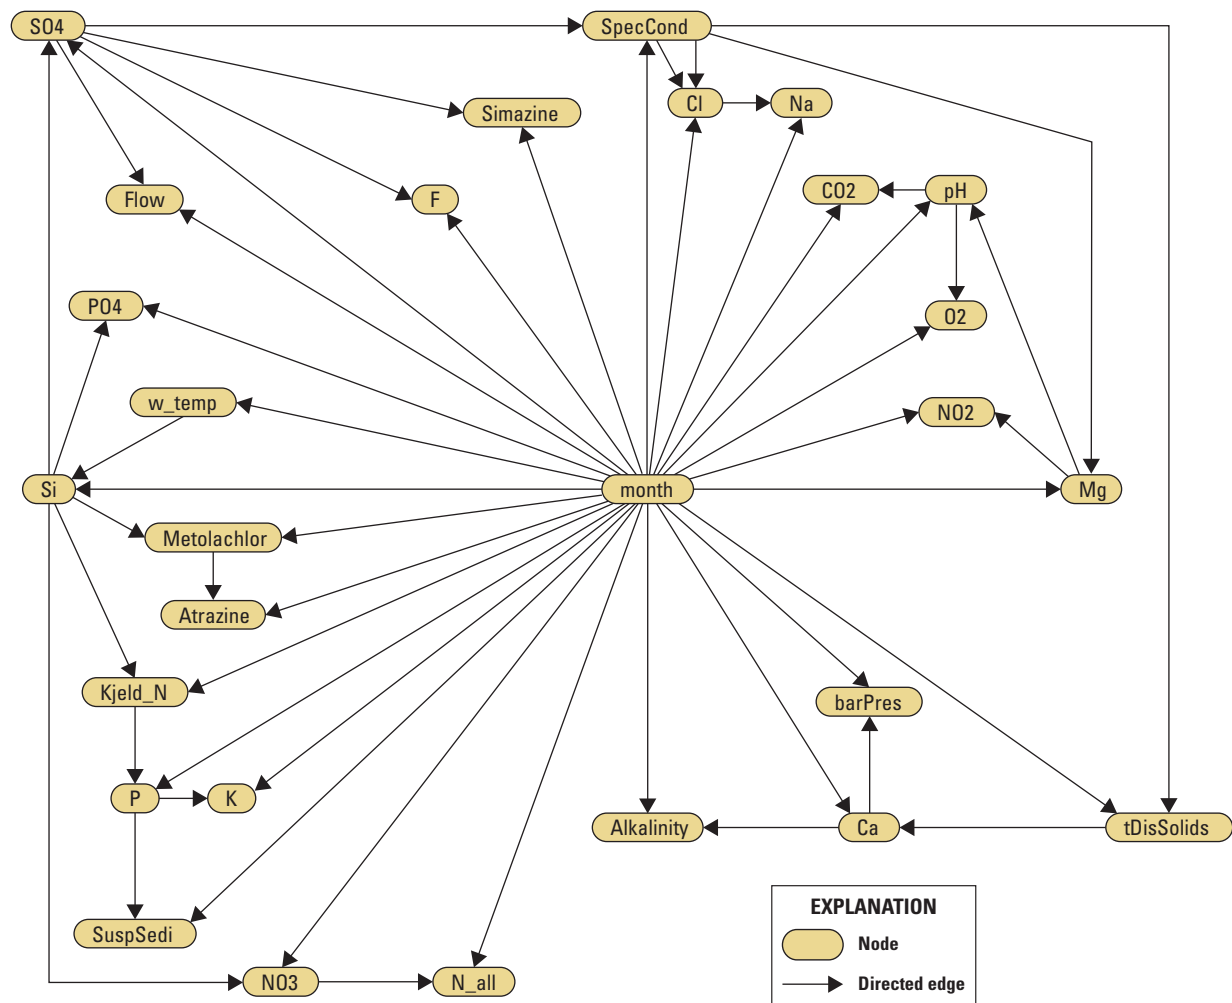 SO4
SpecCond
Cl
Na
Simazine
Flow
F
CO2
pH
PO4
O2
w_temp
NO2
Si
month
Mg
Metolachlor
Atrazine
Kjeld_N
barPres
P
K
Alkalinity
Ca
tDisSolids
SuspSedi
NO3
N_all
EXPLANATION
Node
Directed edge